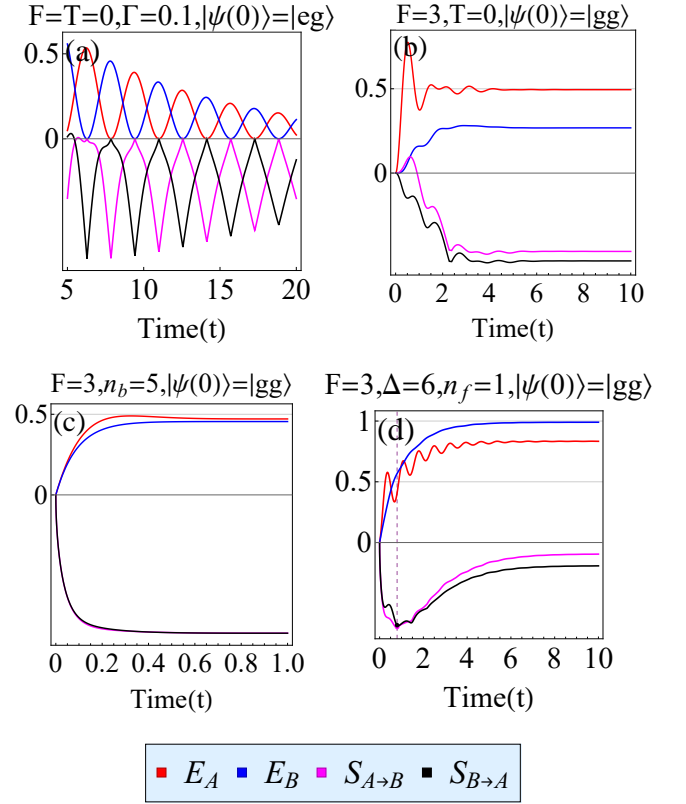 F=T=0,Γ=0.1,|ψ(0)⟩=|eg⟩
(a)
0.5
0
5 10 15 20
Time(t)
F=3,T=0,|ψ(0)⟩=|gg⟩
(b)
0.5
0
0 2 4 6 8 10
Time(t)
F=3,n_b=5,|ψ(0)⟩=|gg⟩
(c)
0.5
0
0 0.2 0.4 0.6 0.8 1.0
Time(t)
F=3,Δ=6,n_f=1,|ψ(0)⟩=|gg⟩
(d)
1
0.5
0
0 2 4 6 8 10
Time(t)
E_A E_B S_{A→B} S_{B→A}